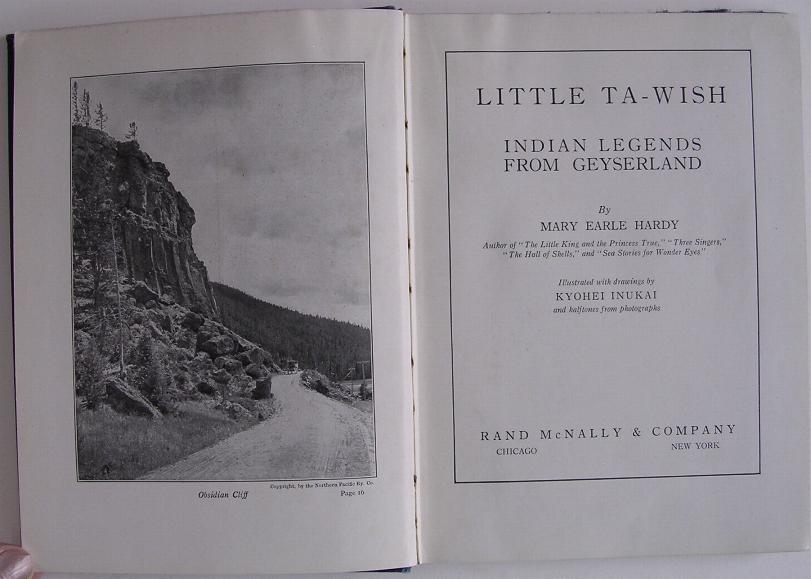 Copyright, by the Northern Pacific Ry. Co.
Obsidian Cliff
Page 16
LITTLE TA-WISH
INDIAN LEGENDS
FROM GEYSERLAND
By
MARY EARLE HARDY
Author of "The Little King and the Princess True," "Three Singers,"
"The Hall of Shells," and "Sea Stories for Wonder Eyes"
Illustrated with drawings by
KYOHEI INUKAI
and halftones from photographs
RAND McNALLY & COMPANY
CHICAGO NEW YORK